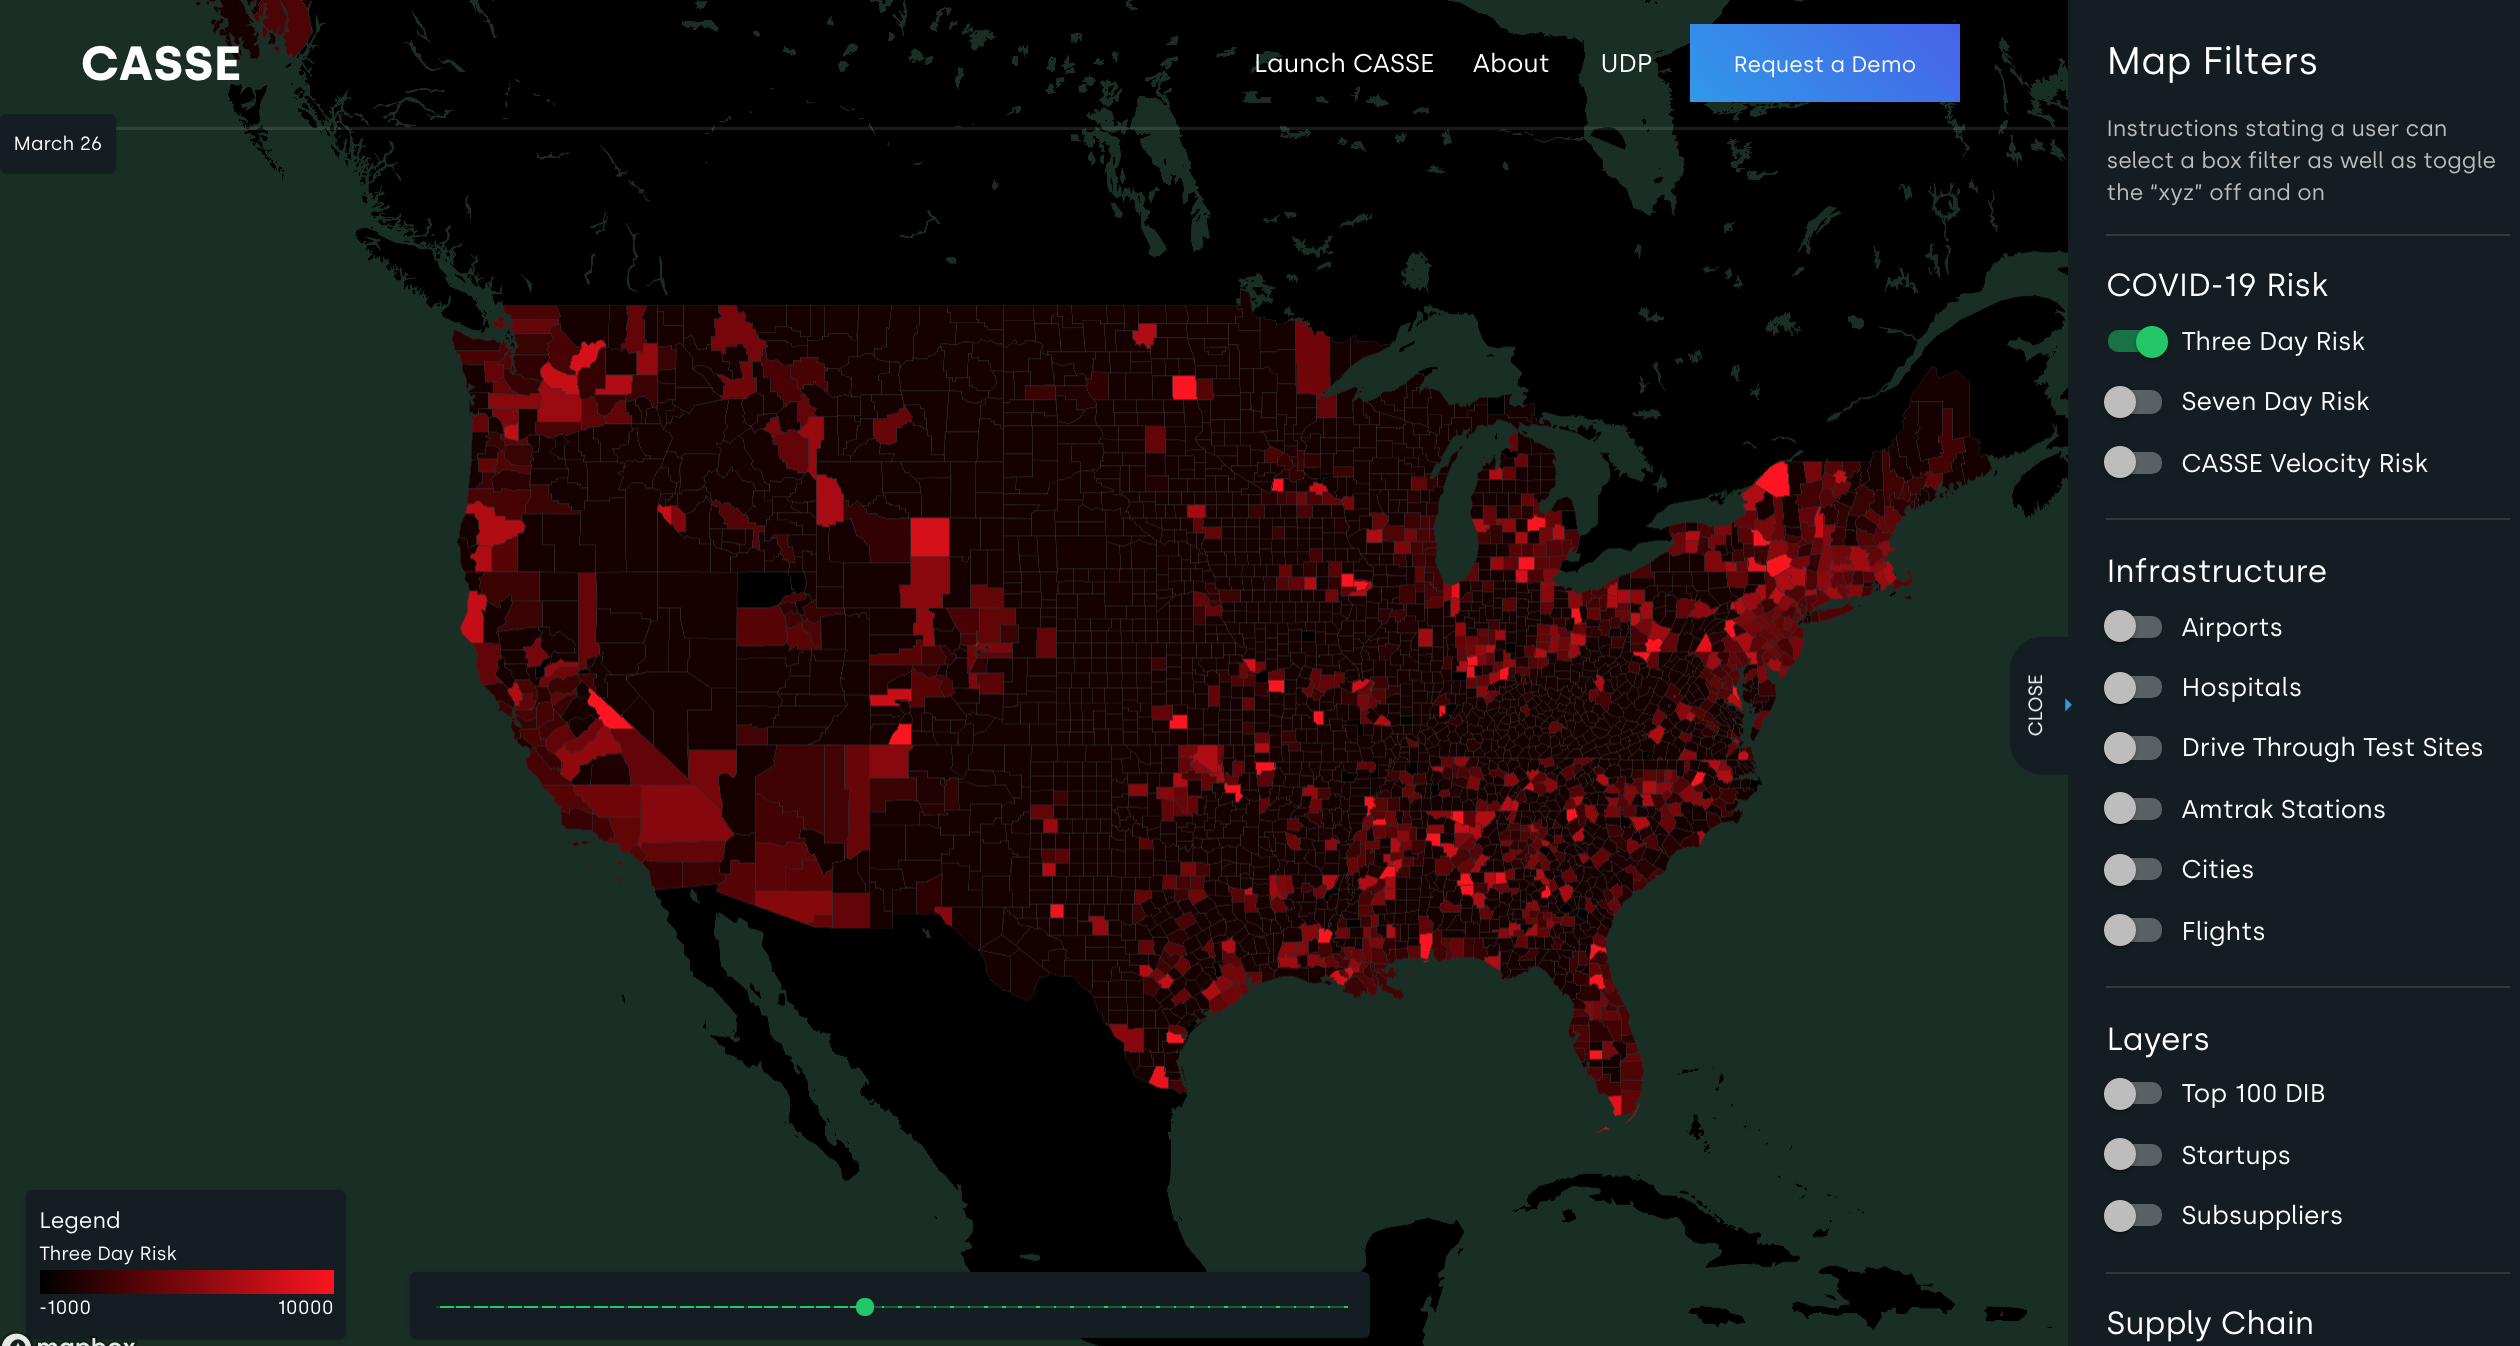 CASSE
Launch CASSE
About
UDP
Request a Demo
March 26
Map Filters
Instructions stating a user can
select a box filter as well as toggle
the “xyz” off and on
COVID-19 Risk
Three Day Risk
Seven Day Risk
CASSE Velocity Risk
Infrastructure
Airports
Hospitals
Drive Through Test Sites
Amtrak Stations
Cities
Flights
CLOSE
Layers
Top 100 DIB
Startups
Subsuppliers
Supply Chain
Legend
Three Day Risk
-1000
10000
mapbox